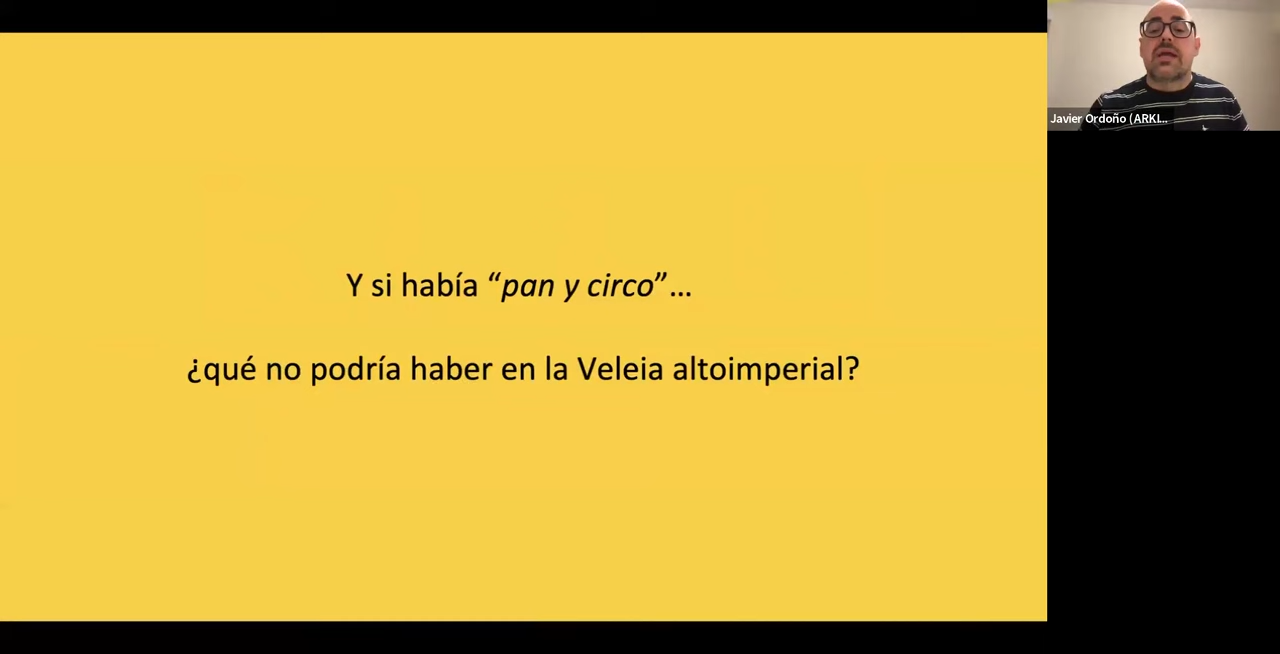 Y si había “pan y circo”...
¿qué no podría haber en la Veleia altoimperial?
Javier Ordoño (ARKI...